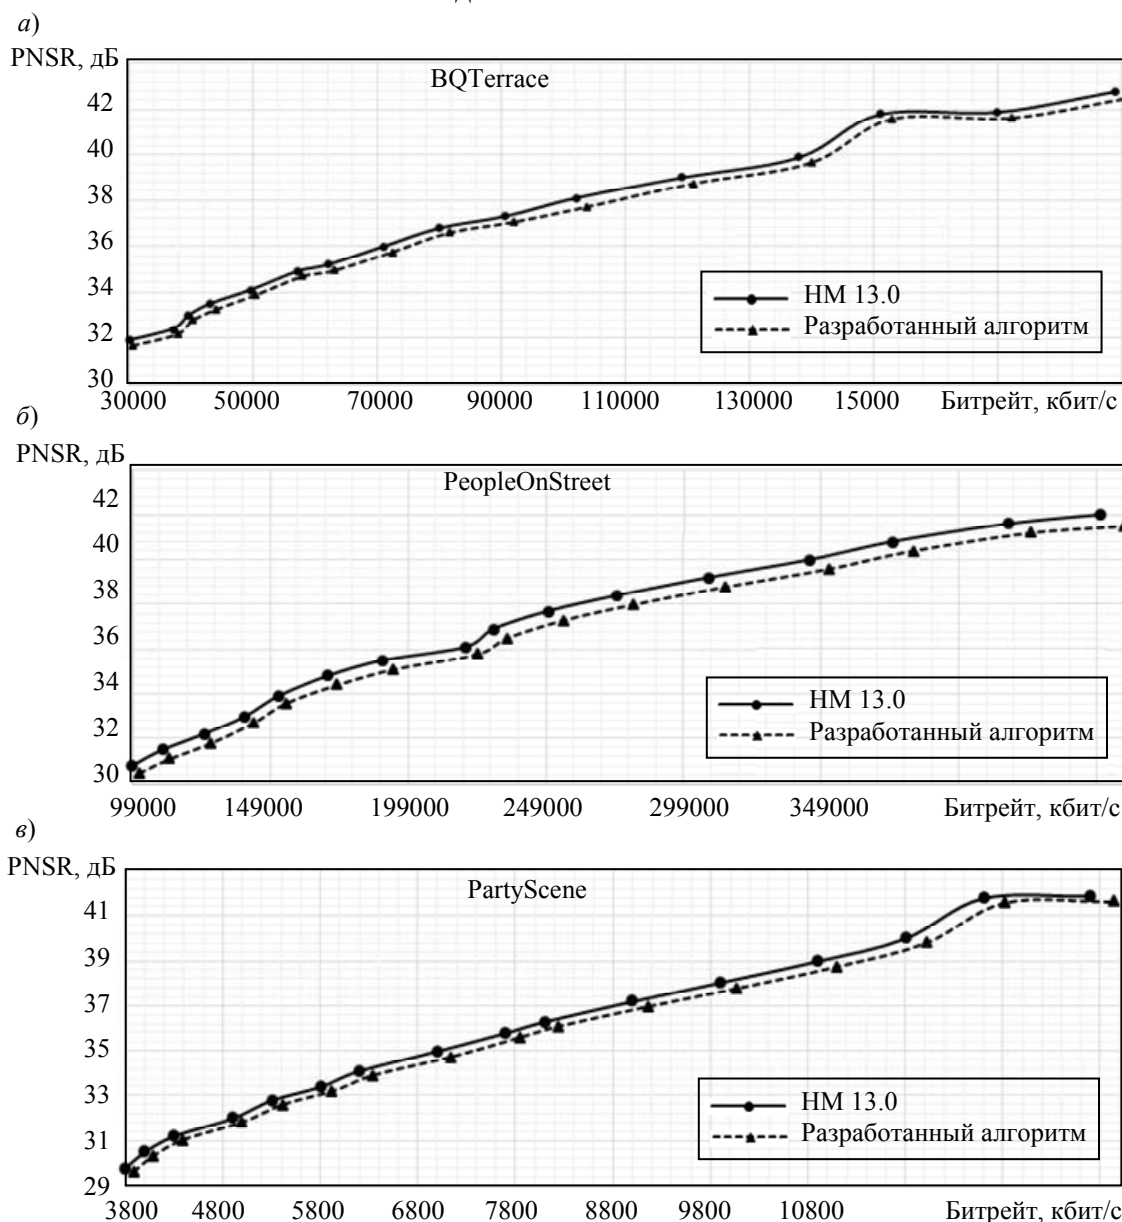 а)
PNSR, дБ
BQTerrace
42
40
38
36
34
32
30
HM 13.0
Разработанный алгоритм
30000 50000 70000 90000 110000 130000 15000 Битрейт, кбит/с
б)
PNSR, дБ
PeopleOnStreet
42
40
38
36
34
32
30
HM 13.0
Разработанный алгоритм
99000 149000 199000 249000 299000 349000 Битрейт, кбит/с
в)
PNSR, дБ
PartyScene
41
39
37
35
33
31
29
HM 13.0
Разработанный алгоритм
3800 4800 5800 6800 7800 8800 9800 10800 Битрейт, кбит/с